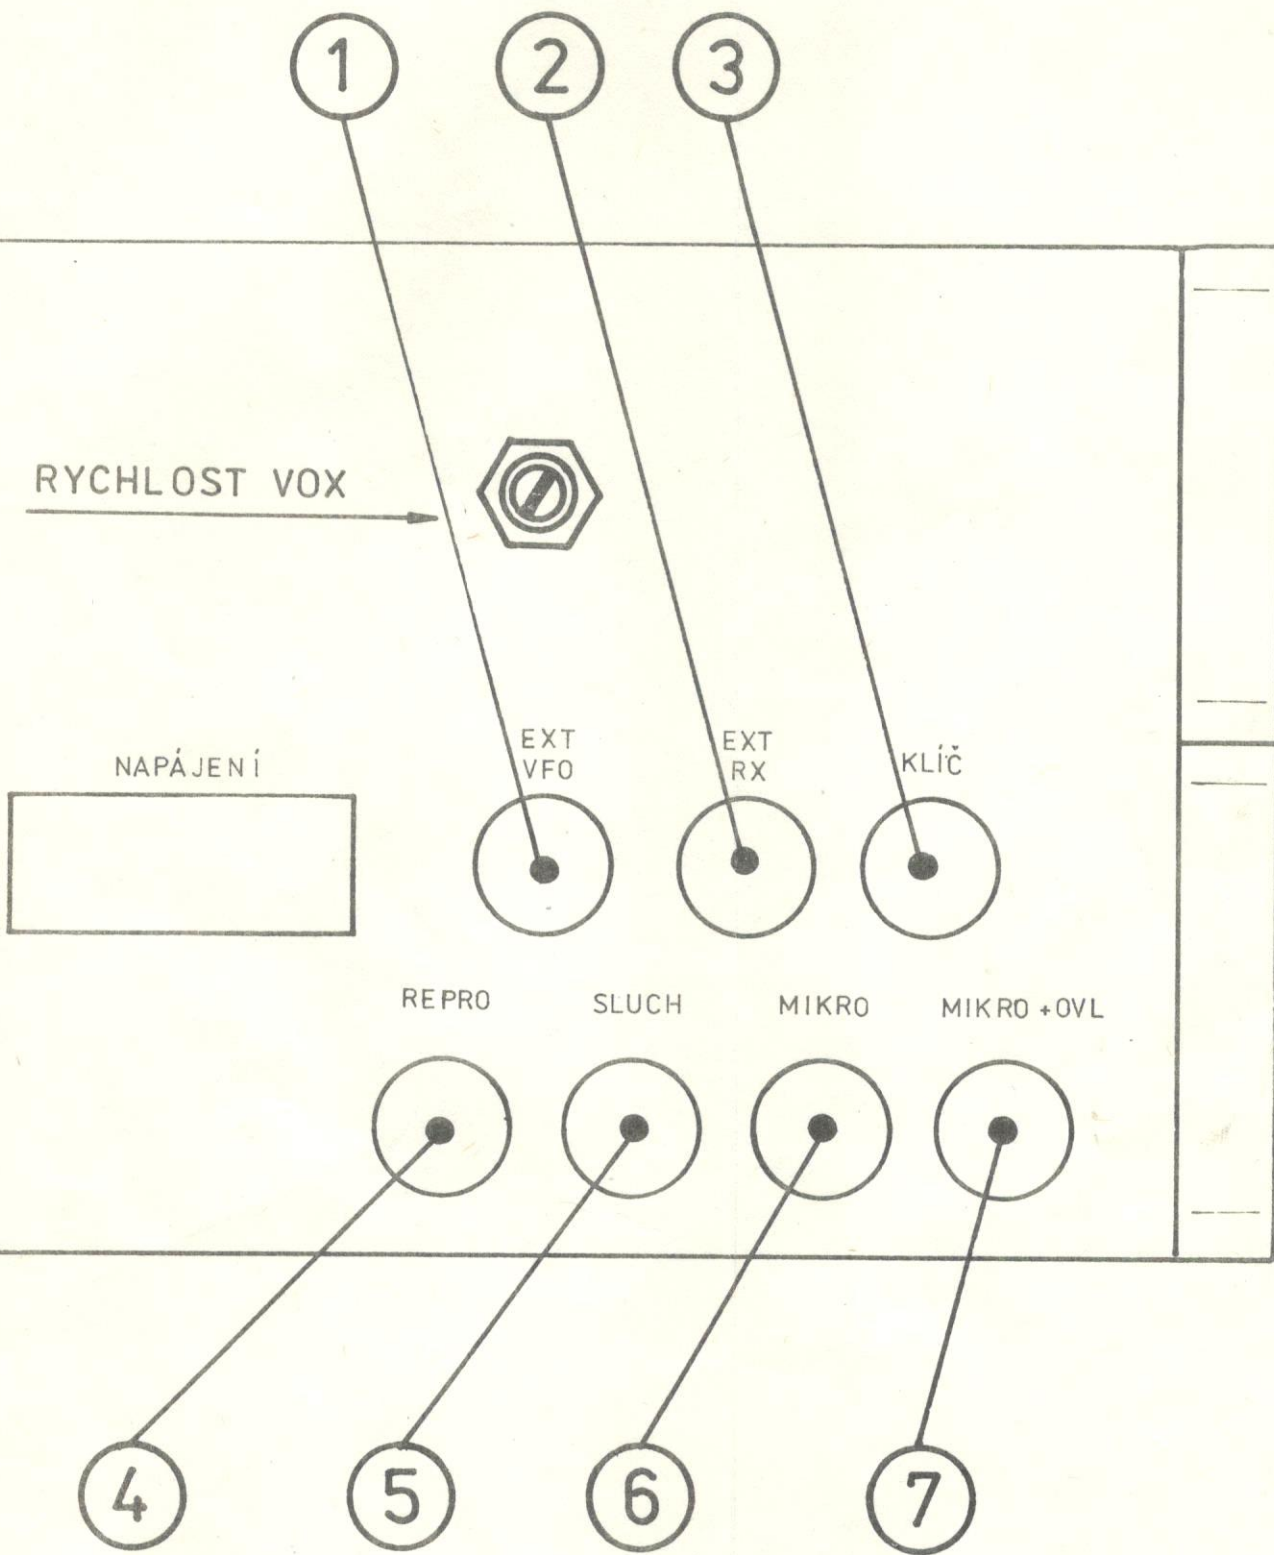 1 2 3
RYCHLOST VOX
NAPÁJENÍ
EXT
VFO
EXT
RX
KLÍČ
REPRO SLUCH MIKRO MIKRO +OVL
4 5 6 7